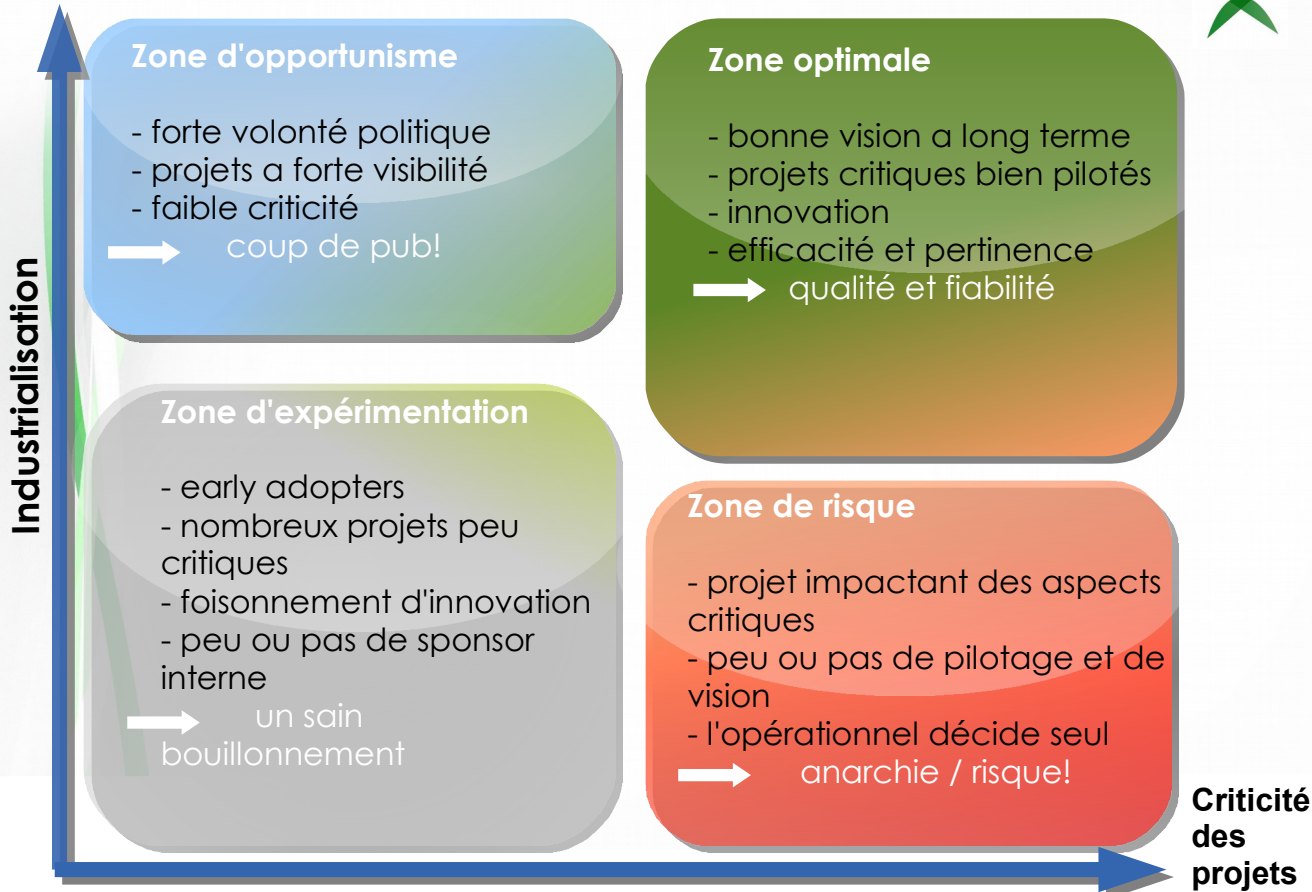 Industrialisation
Zone d'opportunisme
- forte volonté politique
- projets a forte visibilité
- faible criticité
coup de pub!
Zone optimale
- bonne vision a long terme
- projets critiques bien pilotés
- innovation
- efficacité et pertinence
qualité et fiabilité
Zone d'expérimentation
- early adopters
- nombreux projets peu
critiques
- foisonnement d'innovation
- peu ou pas de sponsor
interne
un sain
bouillonnement
Zone de risque
- projet impactant des aspects
critiques
- peu ou pas de pilotage et de
vision
- l'opérationnel décide seul
anarchie / risque!
Criticité
des
projets